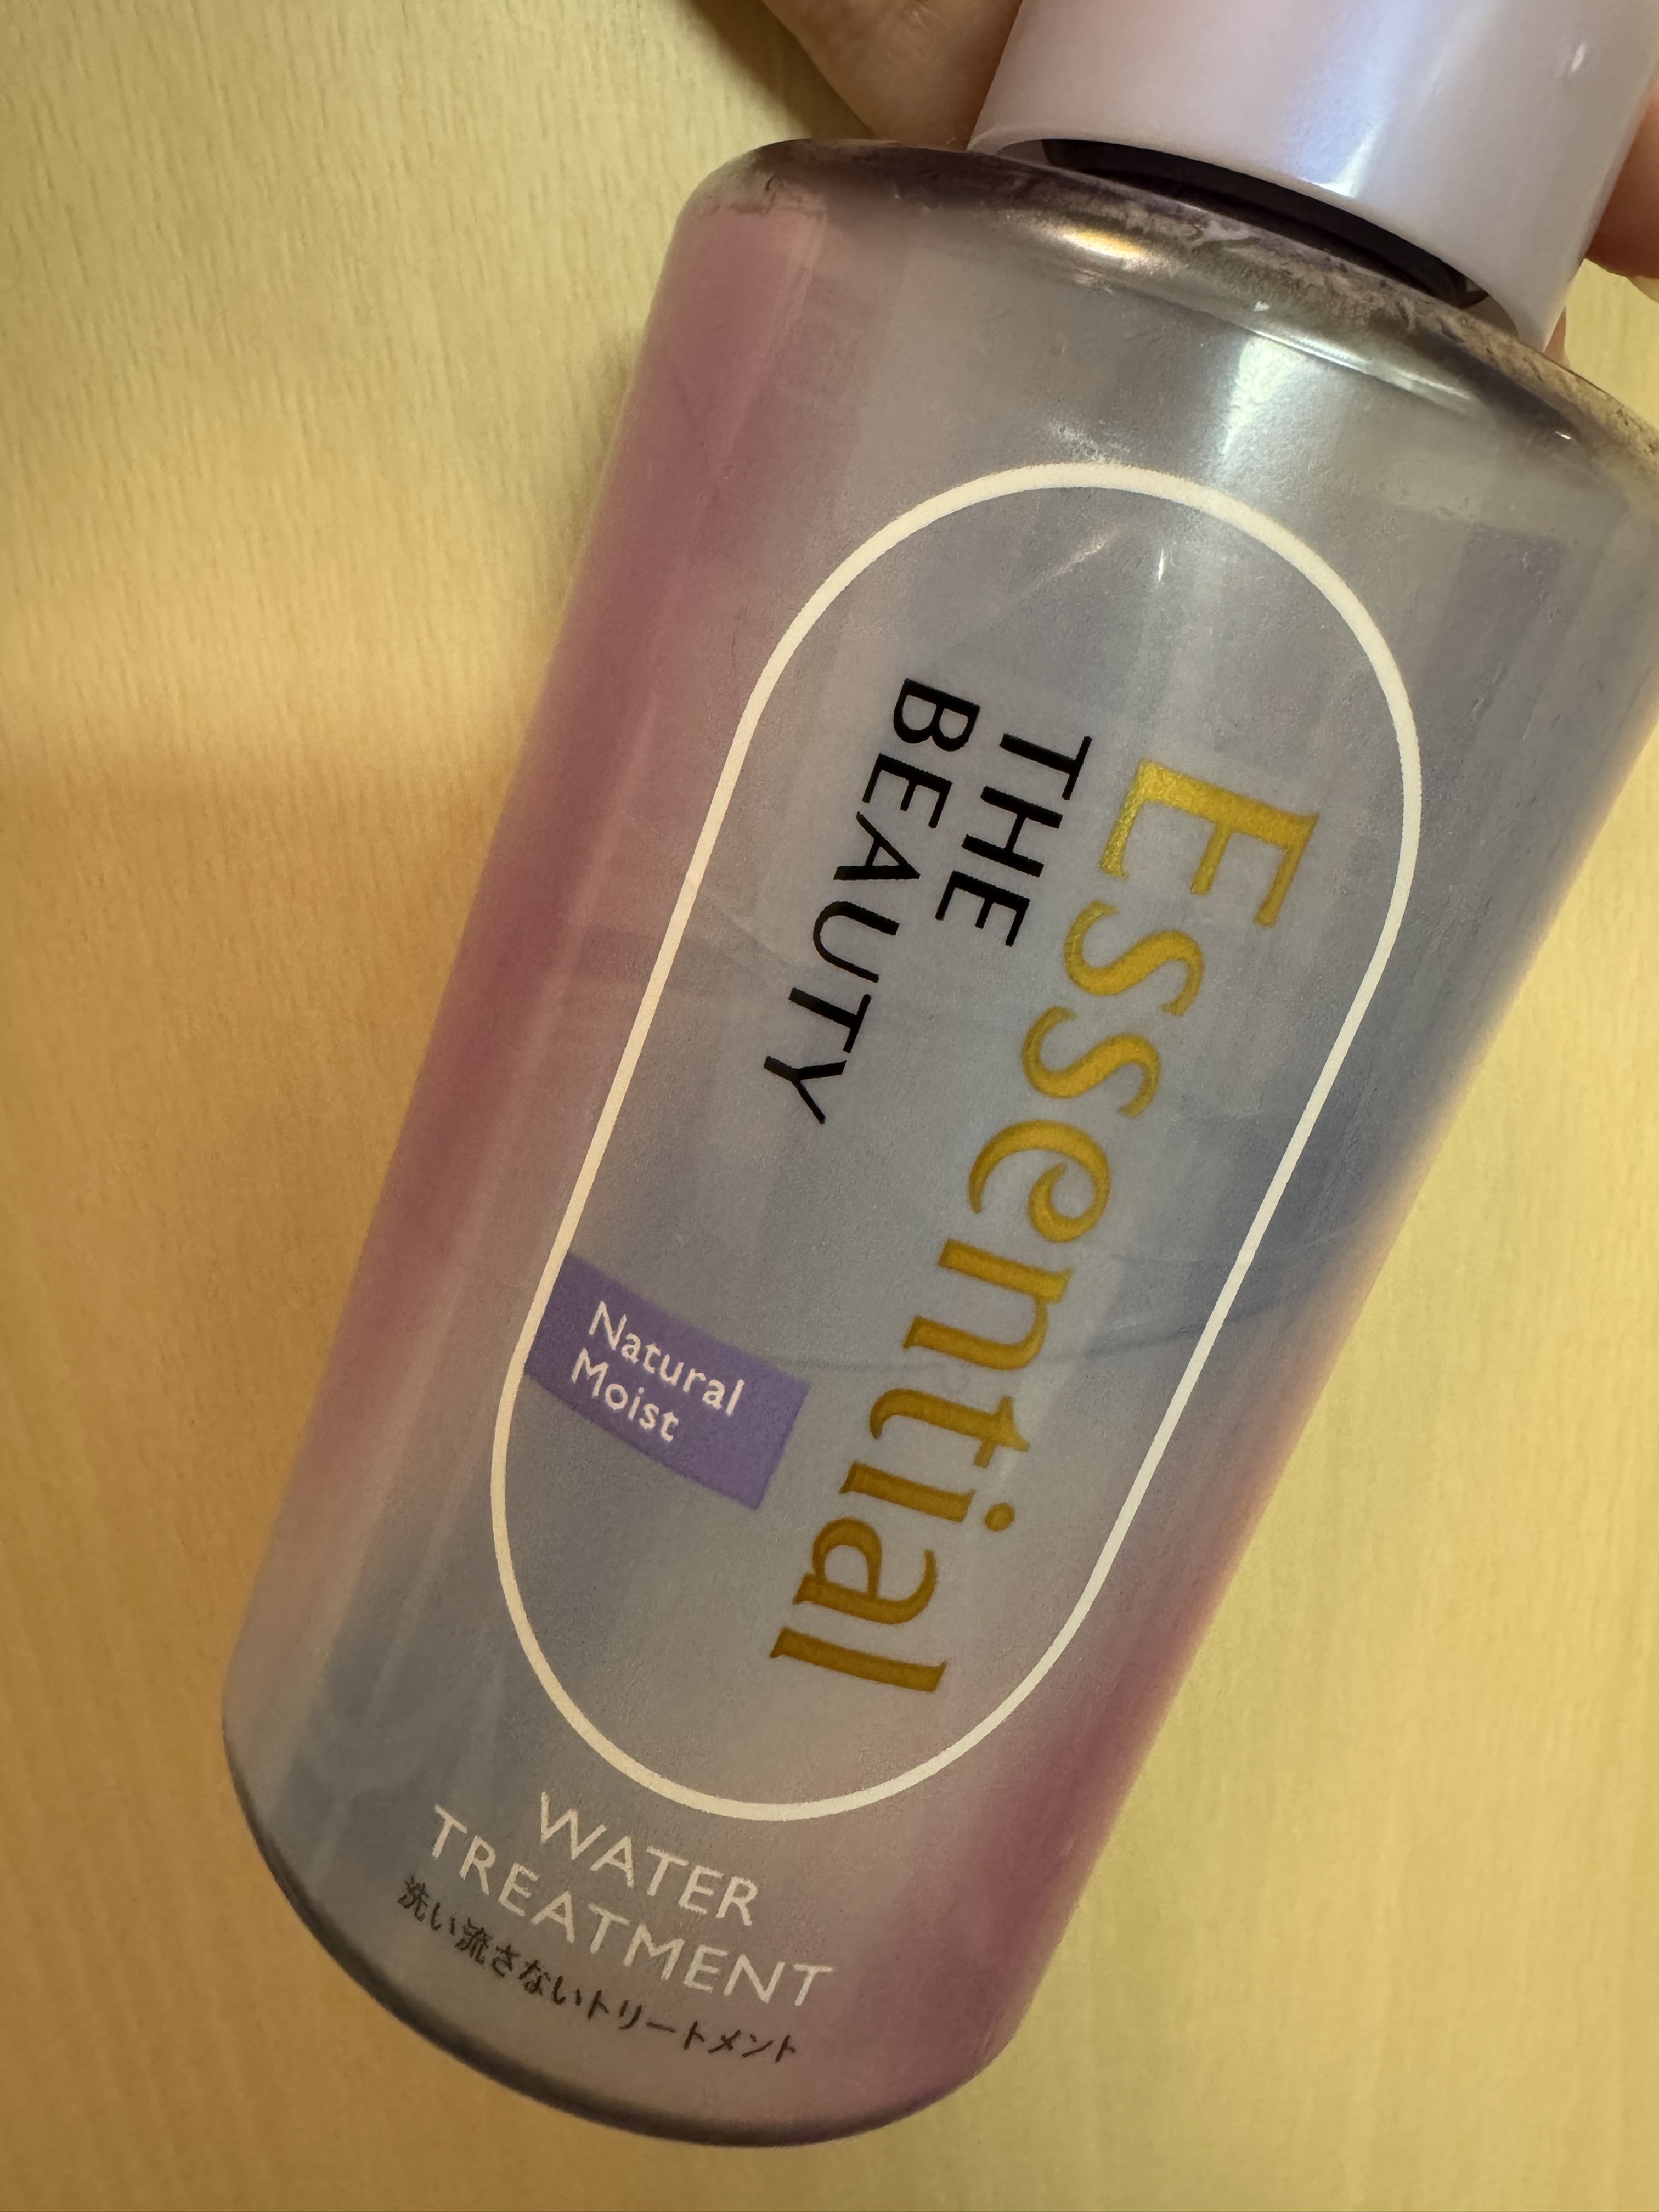 Essential
THE
BEAUTY
Natural
Moist
WATER
TREATMENT
洗い流さないトリートメント